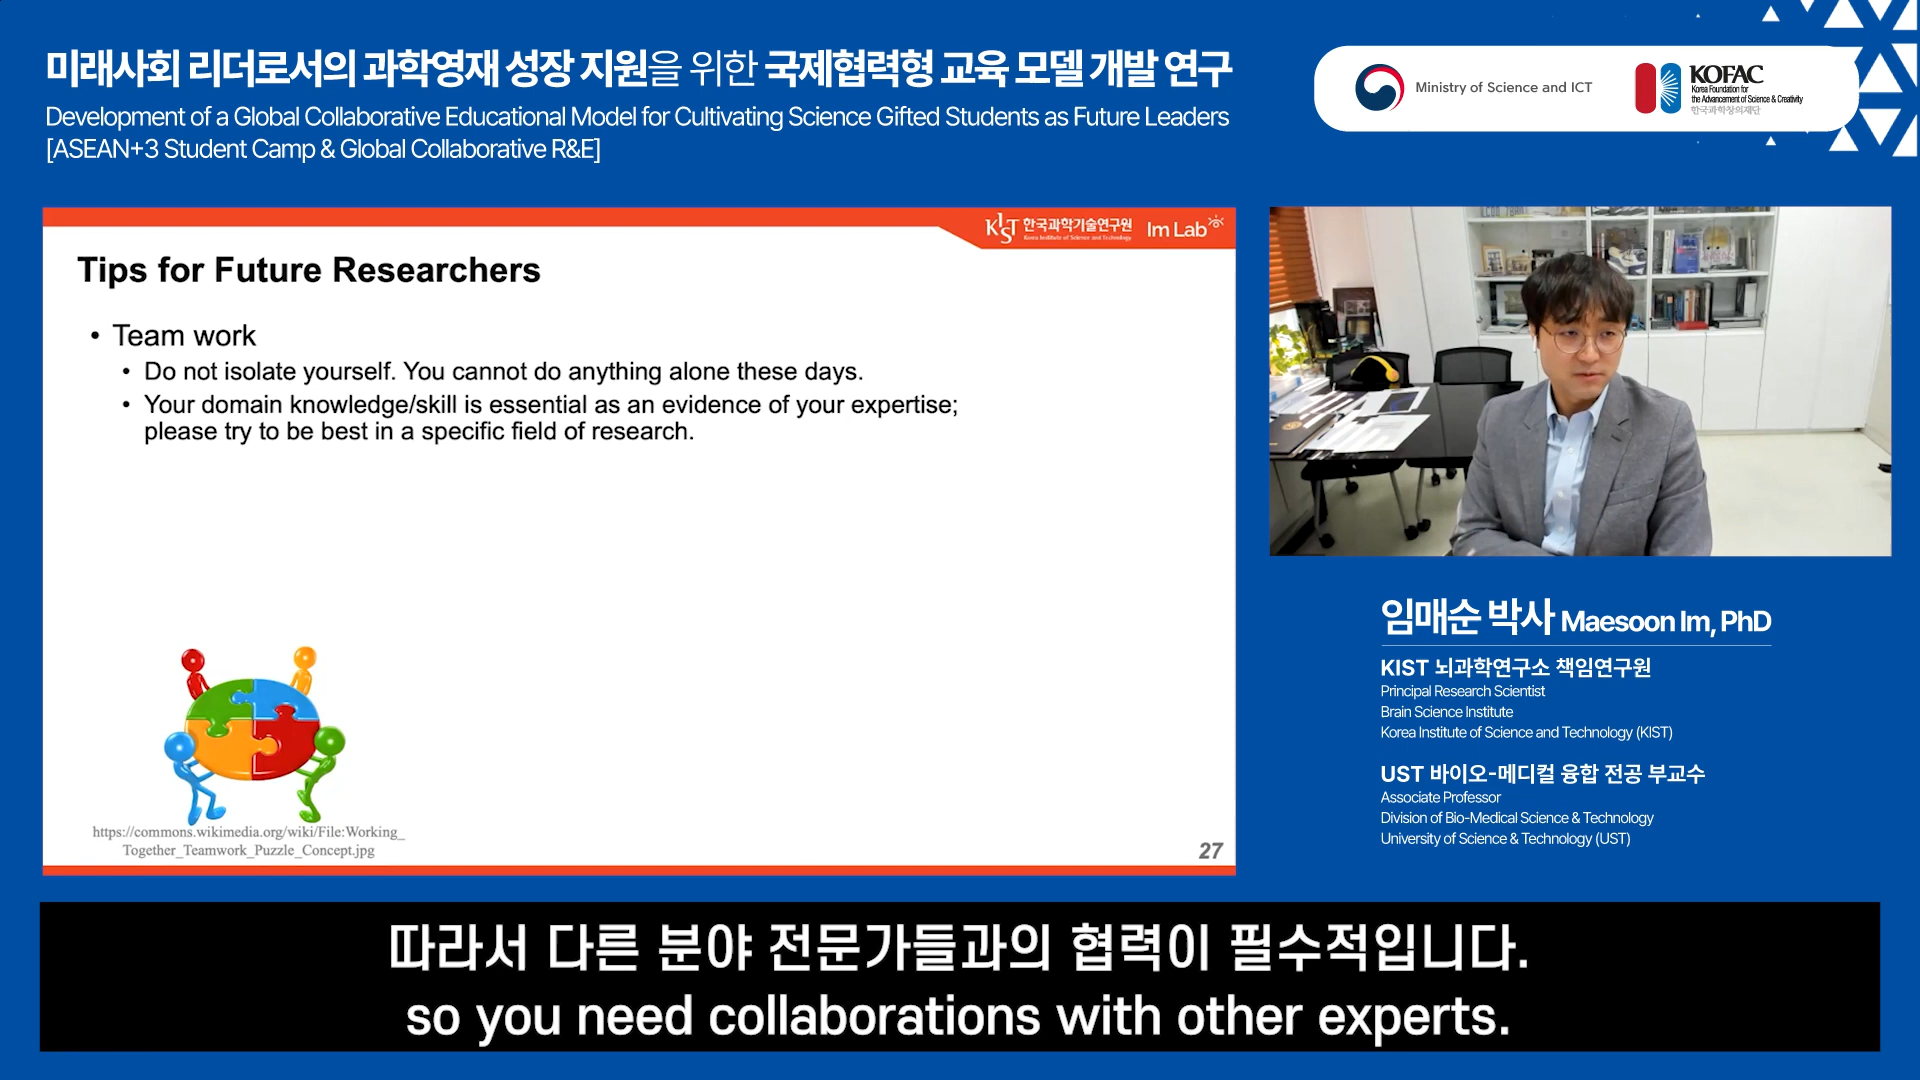 미래사회 리더로서의 과학영재 성장 지원을 위한 국제협력형 교육 모델 개발 연구
Development of a Global Collaborative Educational Model for Cultivating Science Gifted Students as Future Leaders
[ASEAN+3 Student Camp & Global Collaborative R&E]
Ministry of Science and ICT
KOFAC
Korea Foundation for
the Advancement of Science & Creativity
한국과학창의재단
KIST 한국과학기술연구원
Korea Institute of Science and Technology
Im Lab
Tips for Future Researchers
• Team work
• Do not isolate yourself. You cannot do anything alone these days.
• Your domain knowledge/skill is essential as an evidence of your expertise;
please try to be best in a specific field of research.
https://commons.wikimedia.org/wiki/File:Working_
Together_Teamwork_Puzzle_Concept.jpg
27
임매순 박사 Maesoon Im, PhD
KIST 뇌과학연구소 책임연구원
Principal Research Scientist
Brain Science Institute
Korea Institute of Science and Technology (KIST)
UST 바이오-메디컬 융합 전공 부교수
Associate Professor
Division of Bio-Medical Science & Technology
University of Science & Technology (UST)
따라서 다른 분야 전문가들과의 협력이 필수적입니다.
so you need collaborations with other experts.